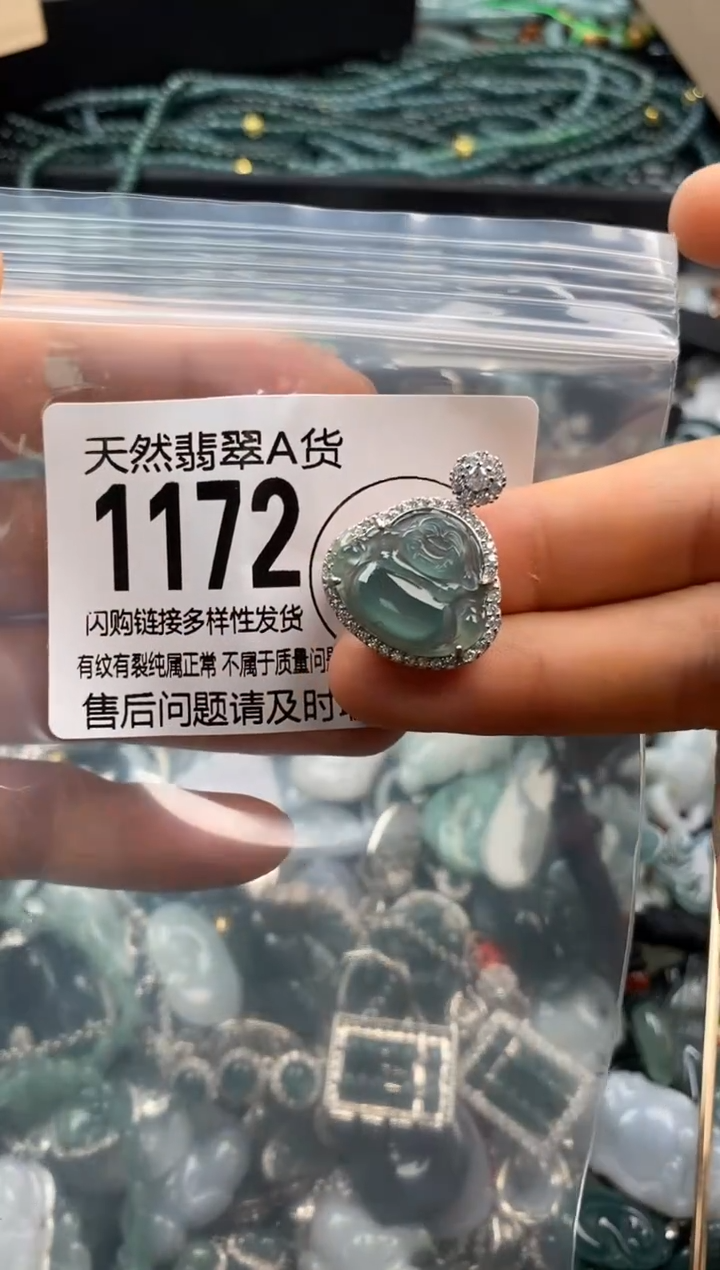 天然翡翠A货
1172
闪购链接多样性发货
有纹有裂纯属正常 不属于质量问
售后问题请及时